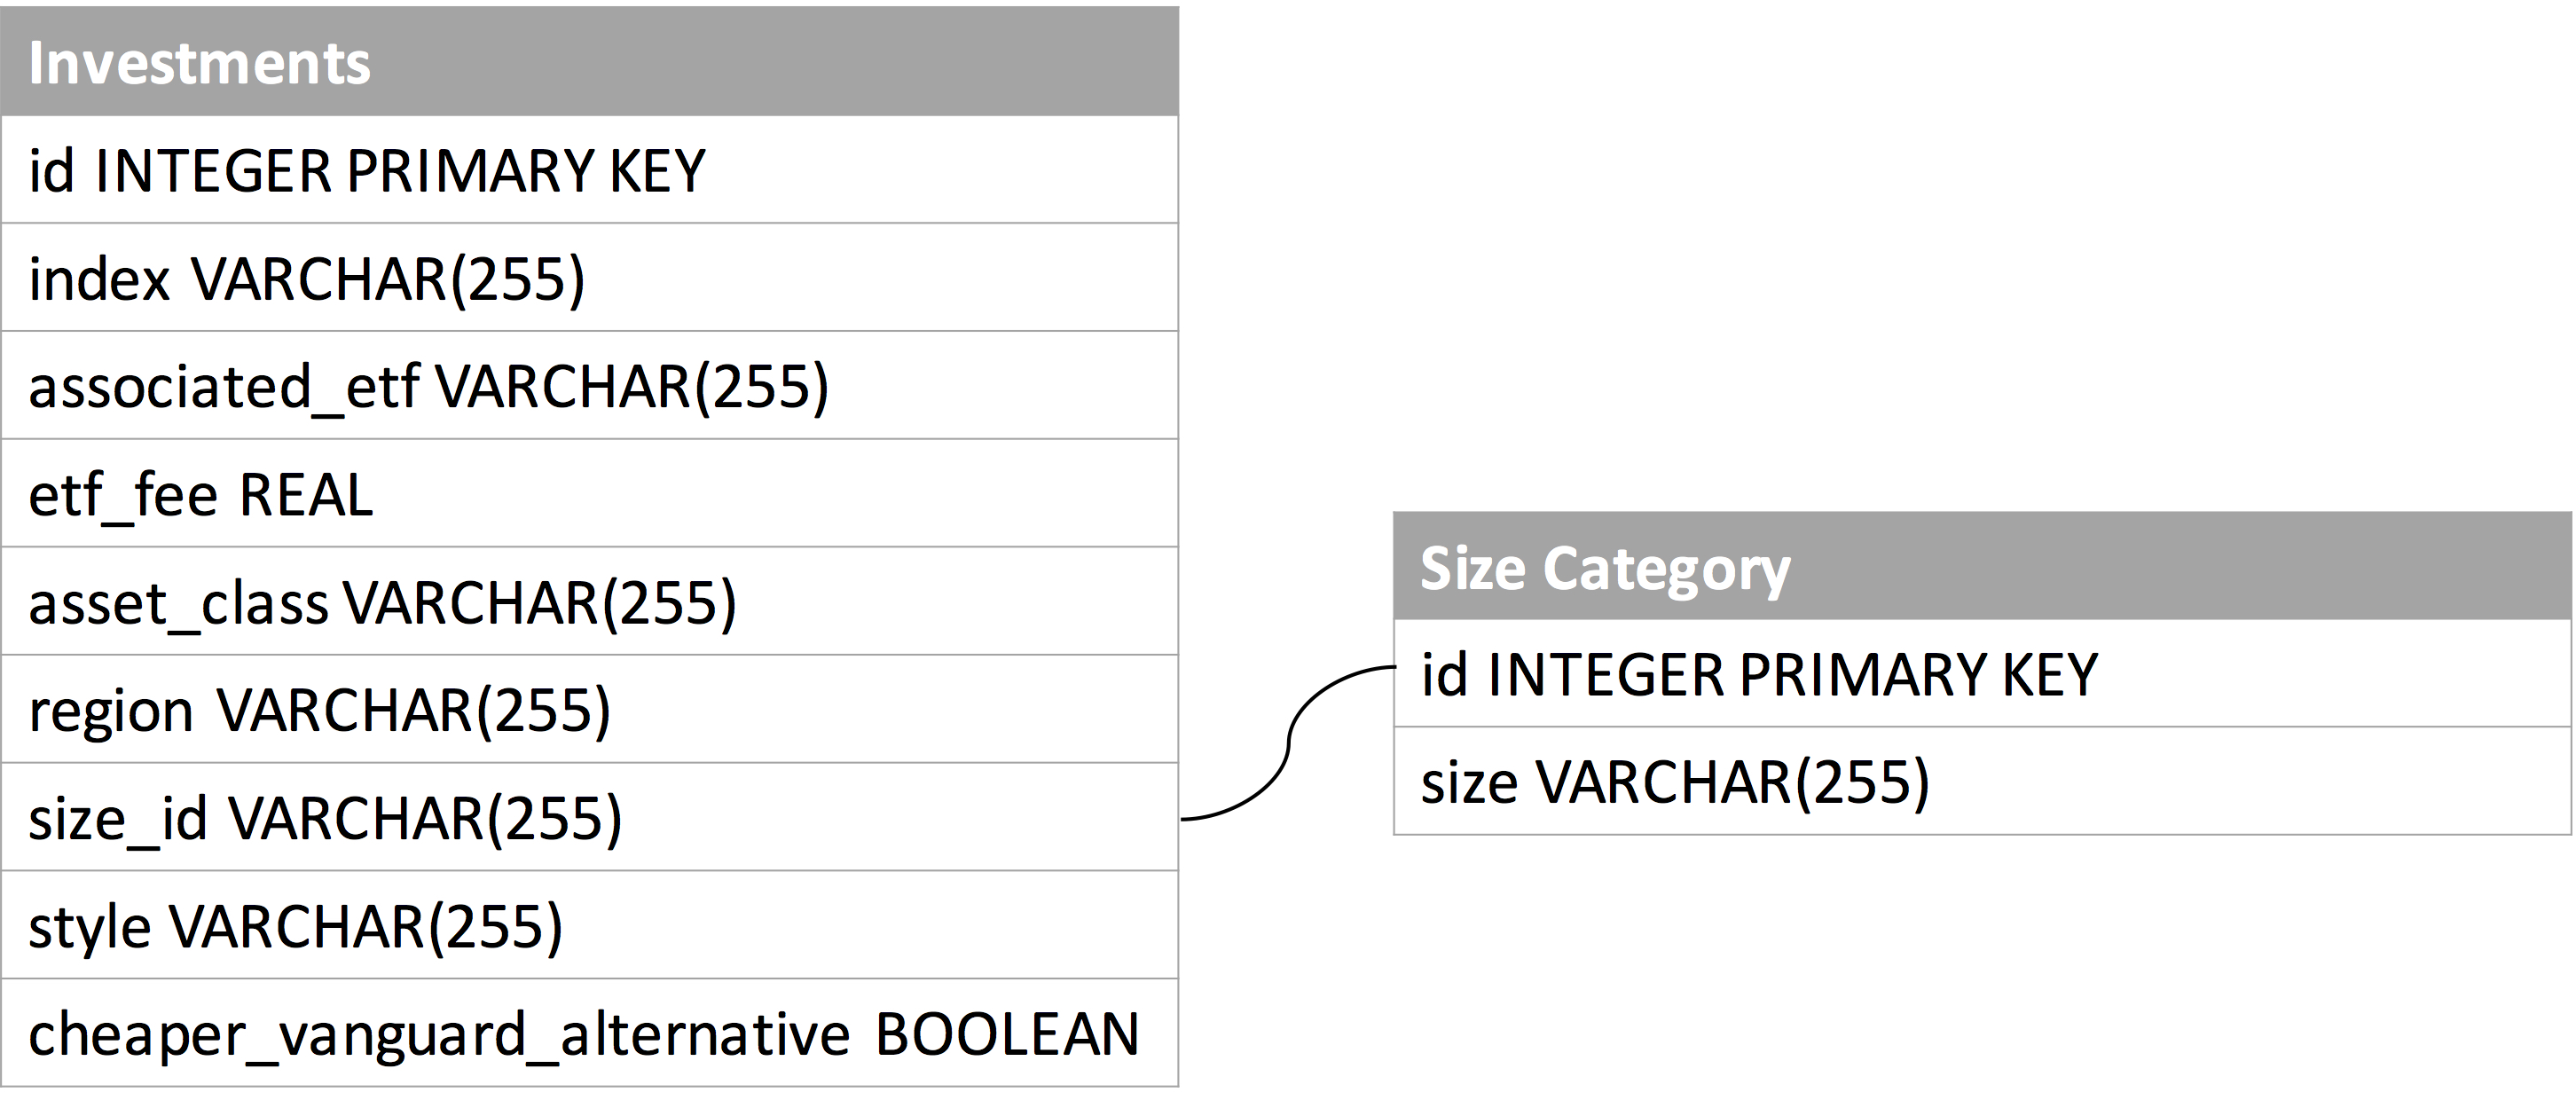 Investments
id INTEGER PRIMARY KEY
index VARCHAR(255)
associated_etf VARCHAR(255)
etf_fee REAL
asset_class VARCHAR(255)
region VARCHAR(255)
size_id VARCHAR(255)
style VARCHAR(255)
cheaper_vanguard_alternative BOOLEAN
Size Category
id INTEGER PRIMARY KEY
size VARCHAR(255)